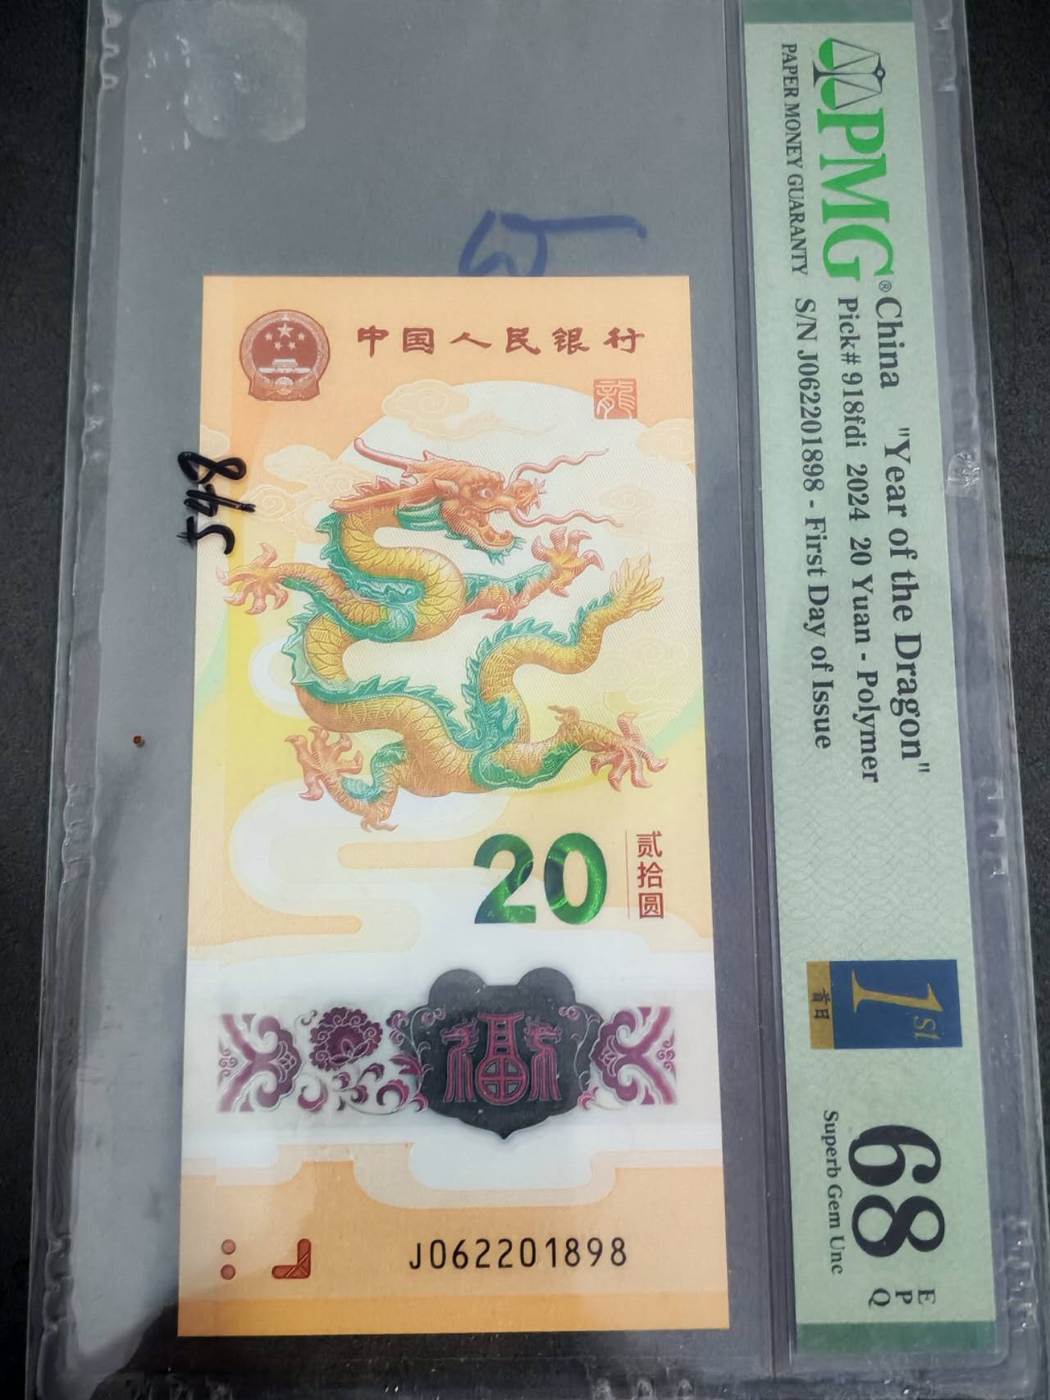 PMG
PAPER MONEY GUARANTY
®China "Year of the Dragon"
Pick# 918fdi 2024 20 Yuan - Polymer
S/N J062201898 - First Day of Issue
1st
首日
68
EPQ
Superb Gem Unc
中国人民银行
龍
548
20
贰拾圆
福
J062201898